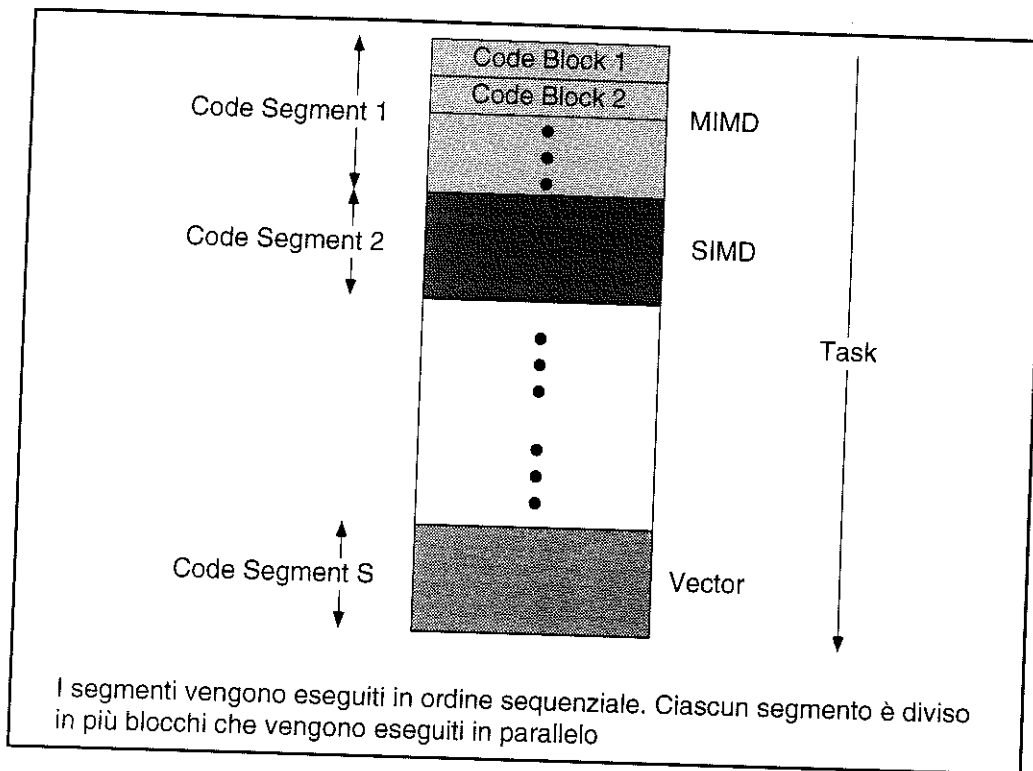 Code Block 1
Code Block 2
Code Segment 1
MIMD
Code Segment 2
SIMD
Task
Code Segment S
Vector
I segmenti vengono eseguiti in ordine sequenziale. Ciascun segmento è diviso
in più blocchi che vengono eseguiti in parallelo